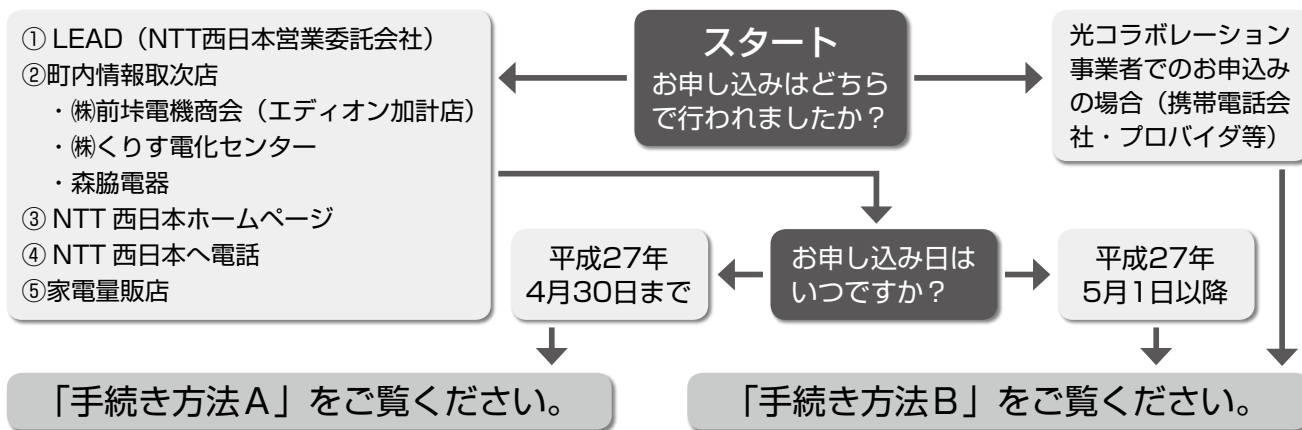 ① LEAD（NTT西日本営業委託会社）
②町内情報取次店
・㈱前垰電機商会（エディオン加計店）
・㈱くりす電化センター
・森脇電器
③ NTT 西日本ホームページ
④ NTT 西日本へ電話
⑤家電量販店
スタート
お申し込みはどちら
で行われましたか？
光コラボレーション
事業者でのお申込み
の場合（携帯電話会
社・プロバイダ等）
平成27年
4月30日まで
お申し込み日は
いつですか？
平成27年
5月1日以降
「手続き方法A」をご覧ください。
「手続き方法B」をご覧ください。